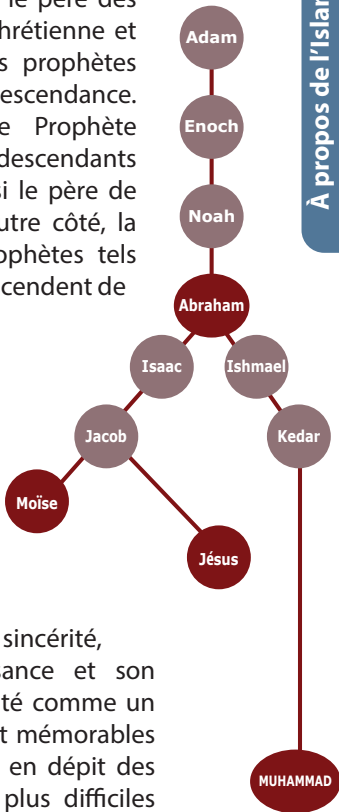 le père des
hrétienne et
s prophètes
escendance.
e Prophète
descendants
si le père de
utre côté, la
ophètes tels
cendent de
À propos de l'Islam
Adam
Enoch
Noah
Abraham
Isaac
Ishmael
Jacob
Kedar
Moïse
Jésus
MUHAMMAD
sincérité,
sance et son
té comme un
t mémorables
en dépit des
plus difficiles